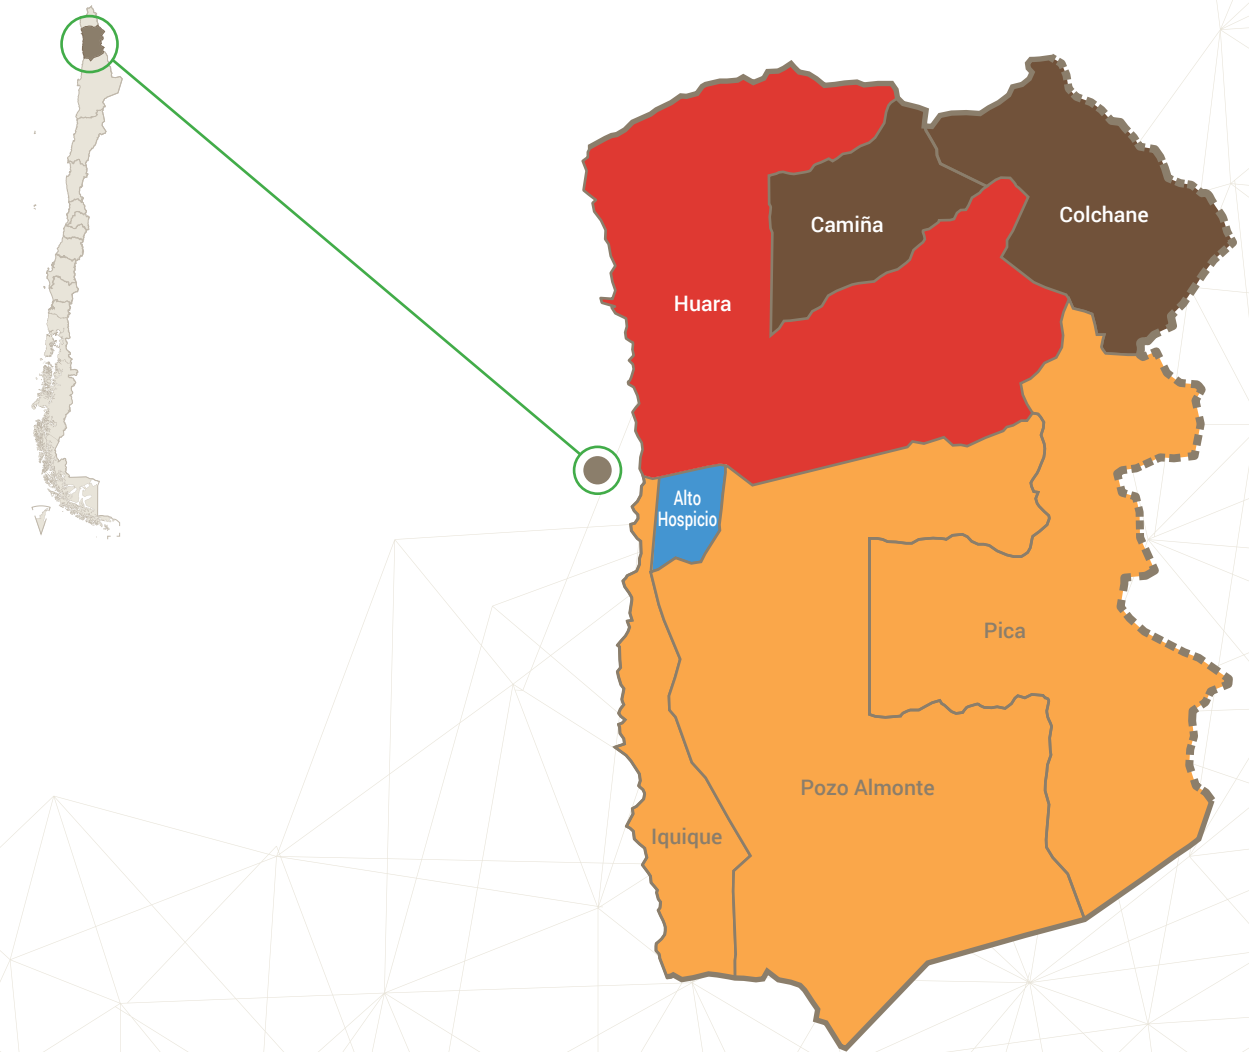 Colchane
Camiña
Huara
Alto
Hospicio
Pica
Pozo Almonte
Iquique